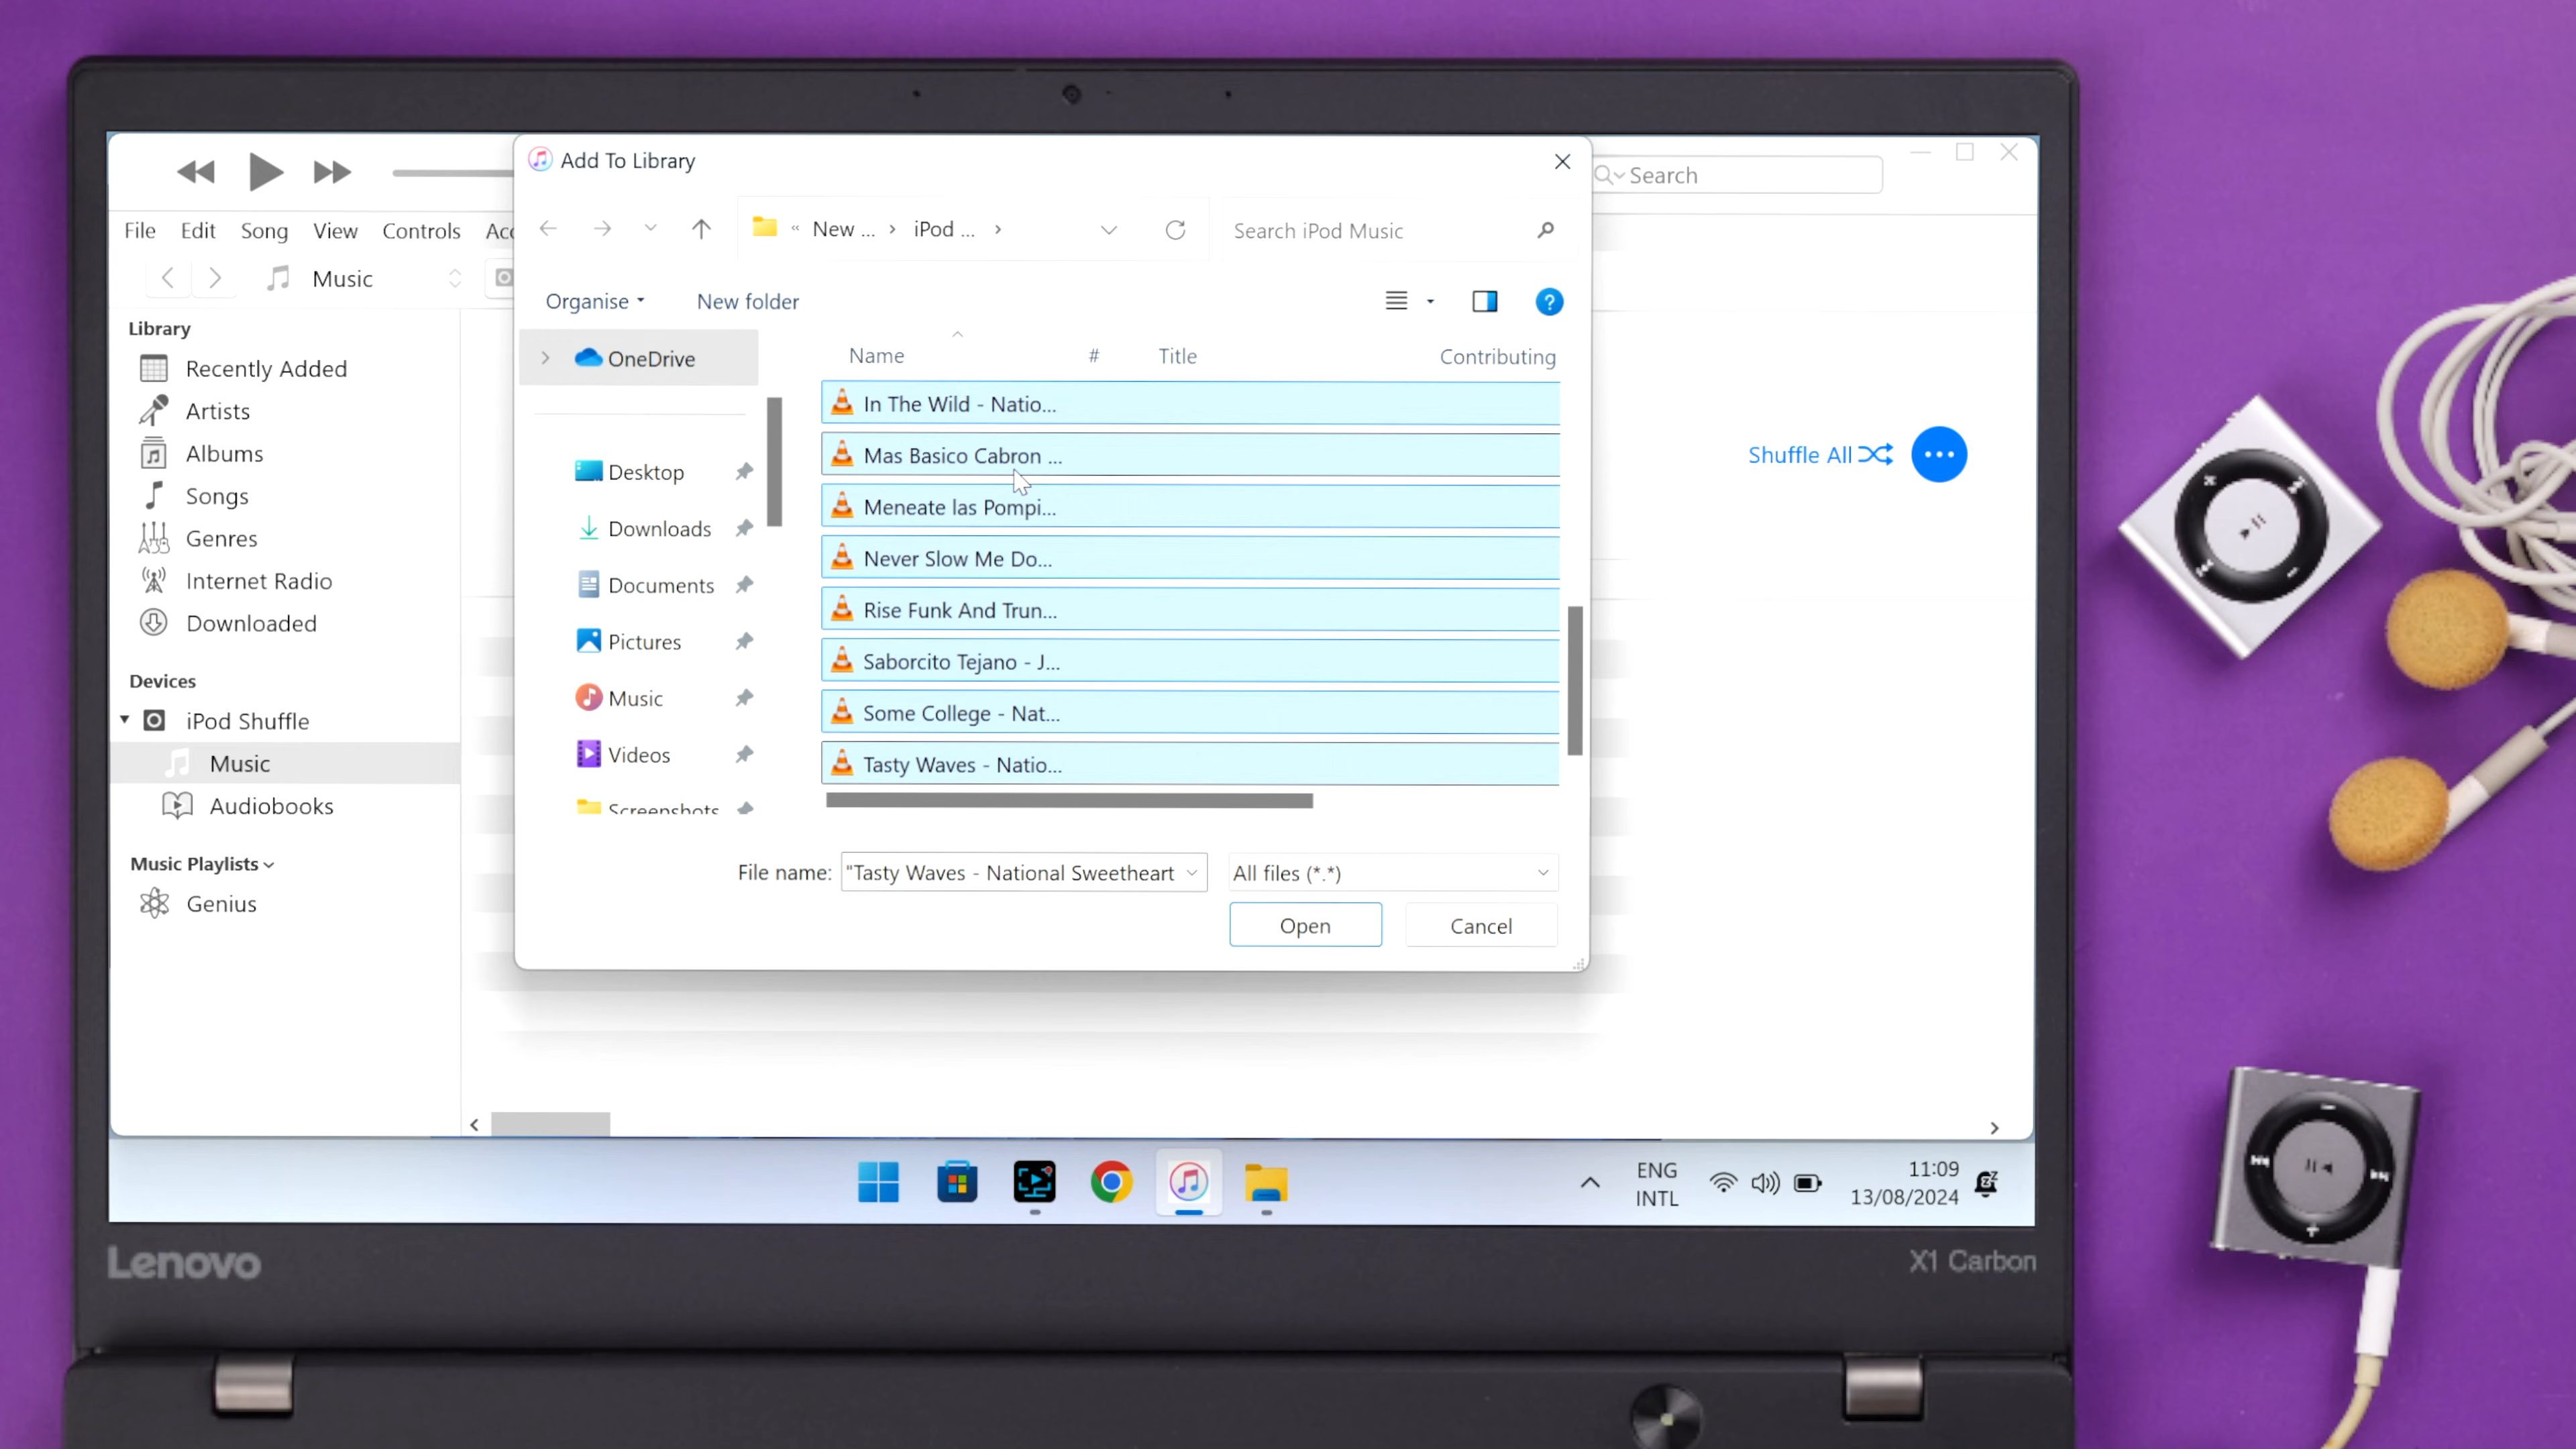 Add To Library
Search
File Edit Song View Controls Acc
« New ... › iPod ... ›
Search iPod Music
Music
Organise
New folder
?
Library
Recently Added
Artists
Albums
Songs
Genres
Internet Radio
Downloaded
Devices
iPod Shuffle
Music
Audiobooks
Music Playlists
Genius
OneDrive
Desktop
Downloads
Documents
Pictures
Music
Videos
Screenshots
Name # Title Contributing
In The Wild - Natio...
Mas Basico Cabron ...
Meneate las Pompi...
Never Slow Me Do...
Rise Funk And Trun...
Saborcito Tejano - J...
Some College - Nat...
Tasty Waves - Natio...
File name: "Tasty Waves - National Sweetheart
All files (*.*)
Open
Cancel
Shuffle All
ENG
INTL
11:09
13/08/2024
Lenovo
X1 Carbon